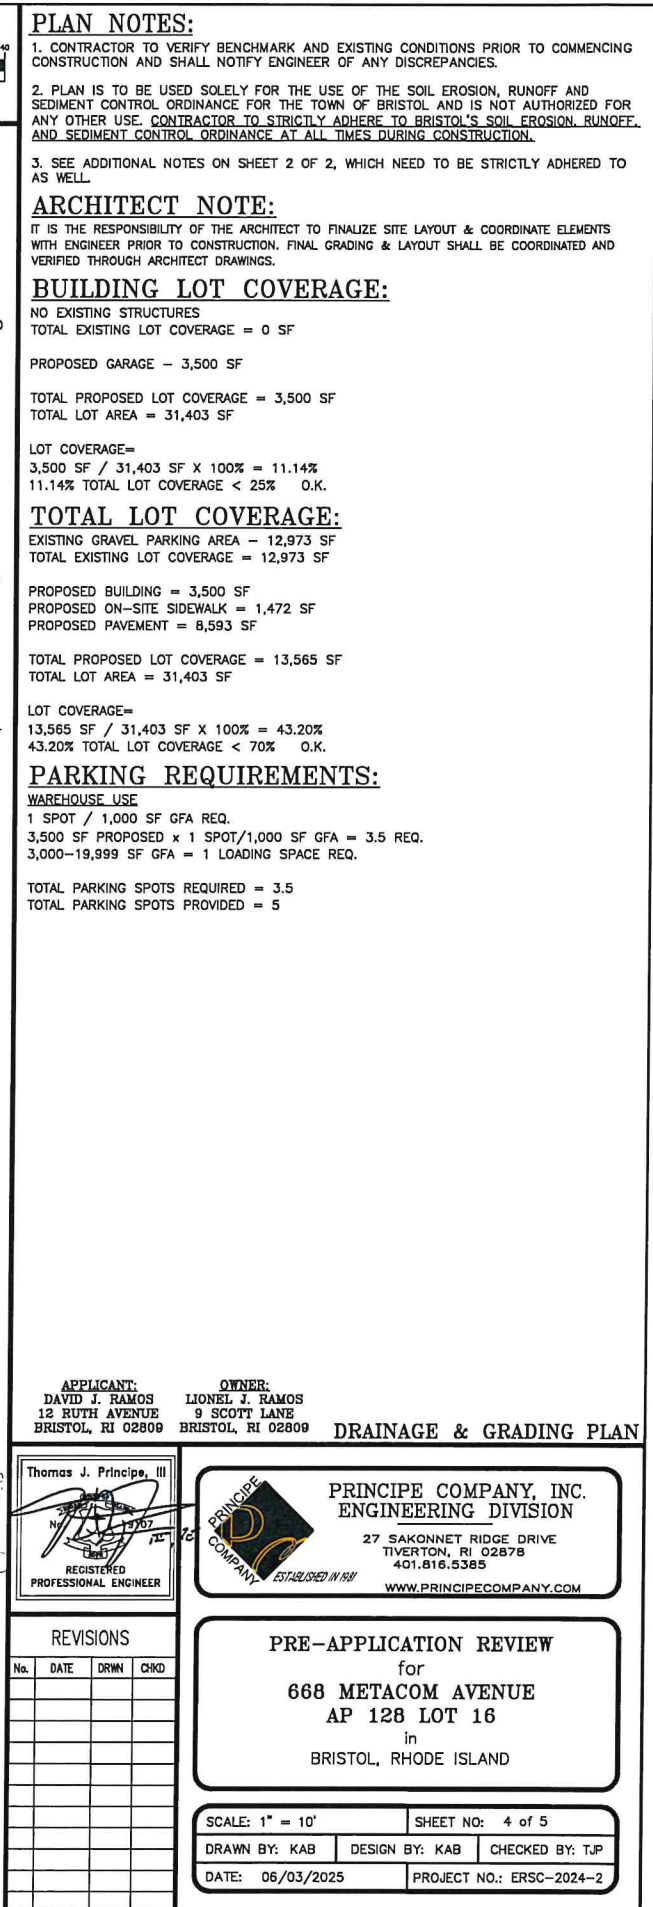 40
PLAN NOTES:
1. CONTRACTOR TO VERIFY BENCHMARK AND EXISTING CONDITIONS PRIOR TO COMMENCING
CONSTRUCTION AND SHALL NOTIFY ENGINEER OF ANY DISCREPANCIES.
2. PLAN IS TO BE USED SOLELY FOR THE USE OF THE SOIL EROSION, RUNOFF AND
SEDIMENT CONTROL ORDINANCE FOR THE TOWN OF BRISTOL AND IS NOT AUTHORIZED FOR
ANY OTHER USE. CONTRACTOR TO STRICTLY ADHERE TO BRISTOL'S SOIL EROSION, RUNOFF,
AND SEDIMENT CONTROL ORDINANCE AT ALL TIMES DURING CONSTRUCTION.
3. SEE ADDITIONAL NOTES ON SHEET 2 OF 2, WHICH NEED TO BE STRICTLY ADHERED TO
AS WELL.
ARCHITECT NOTE:
IT IS THE RESPONSIBILITY OF THE ARCHITECT TO FINALIZE SITE LAYOUT & COORDINATE ELEMENTS
WITH ENGINEER PRIOR TO CONSTRUCTION. FINAL GRADING & LAYOUT SHALL BE COORDINATED AND
VERIFIED THROUGH ARCHITECT DRAWINGS.
BUILDING LOT COVERAGE:
NO EXISTING STRUCTURES
TOTAL EXISTING LOT COVERAGE = 0 SF
PROPOSED GARAGE - 3,500 SF
TOTAL PROPOSED LOT COVERAGE = 3,500 SF
TOTAL LOT AREA = 31,403 SF
LOT COVERAGE=
3,500 SF / 31,403 SF X 100% = 11.14%
11.14% TOTAL LOT COVERAGE < 25% O.K.
TOTAL LOT COVERAGE:
EXISTING GRAVEL PARKING AREA - 12,973 SF
TOTAL EXISTING LOT COVERAGE = 12,973 SF
PROPOSED BUILDING = 3,500 SF
PROPOSED ON-SITE SIDEWALK = 1,472 SF
PROPOSED PAVEMENT = 8,593 SF
TOTAL PROPOSED LOT COVERAGE = 13,565 SF
TOTAL LOT AREA = 31,403 SF
LOT COVERAGE=
13,565 SF / 31,403 SF X 100% = 43.20%
43.20% TOTAL LOT COVERAGE < 70% O.K.
PARKING REQUIREMENTS:
WAREHOUSE USE
1 SPOT / 1,000 SF GFA REQ.
3,500 SF PROPOSED x 1 SPOT/1,000 SF GFA = 3.5 REQ.
3,000-19,999 SF GFA = 1 LOADING SPACE REQ.
TOTAL PARKING SPOTS REQUIRED = 3.5
TOTAL PARKING SPOTS PROVIDED = 5
APPLICANT:
DAVID J. RAMOS
12 RUTH AVENUE
BRISTOL, RI 02809
OWNER:
LIONEL J. RAMOS
9 SCOTT LANE
BRISTOL, RI 02809
DRAINAGE & GRADING PLAN
Thomas J. Principe, III
REGISTERED
PROFESSIONAL ENGINEER
PRINCIPE
COMPANY
ESTABLISHED IN 1981
PRINCIPE COMPANY, INC.
ENGINEERING DIVISION
27 SAKONNET RIDGE DRIVE
TIVERTON, RI 02878
401.816.5385
WWW.PRINCIPECOMPANY.COM
REVISIONS
No. DATE DRWN CHKD
PRE-APPLICATION REVIEW
for
668 METACOM AVENUE
AP 128 LOT 16
in
BRISTOL, RHODE ISLAND
SCALE: 1" = 10' SHEET NO: 4 of 5
DRAWN BY: KAB DESIGN BY: KAB CHECKED BY: TJP
DATE: 06/03/2025 PROJECT NO.: ERSC-2024-2